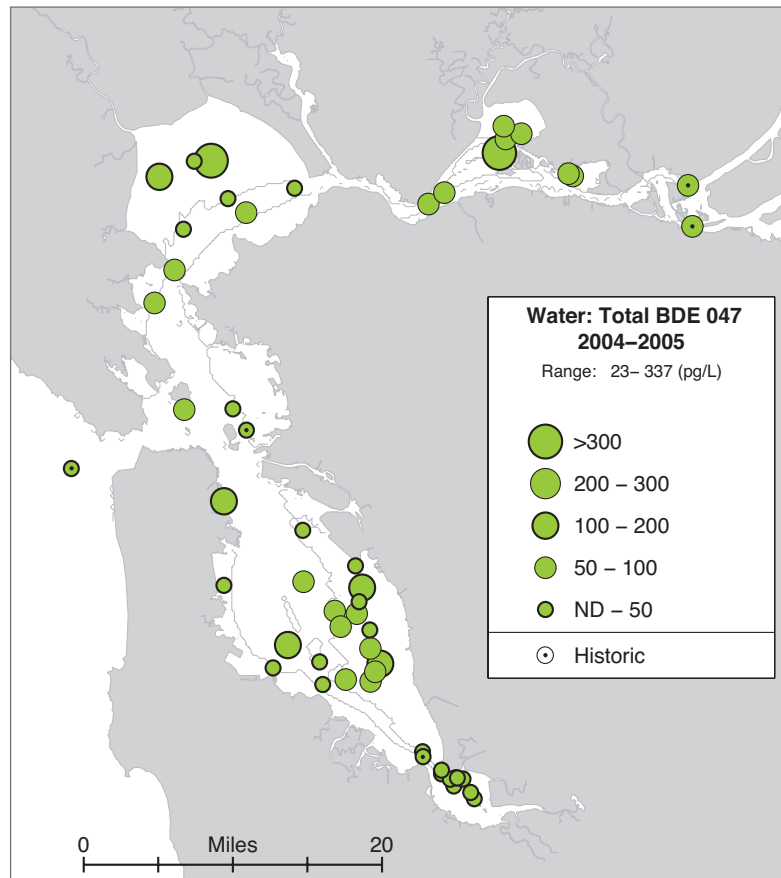 Water: Total BDE 047
2004–2005
Range: 23– 337 (pg/L)
>300
200 – 300
100 – 200
50 – 100
ND – 50
Historic
0 Miles 20